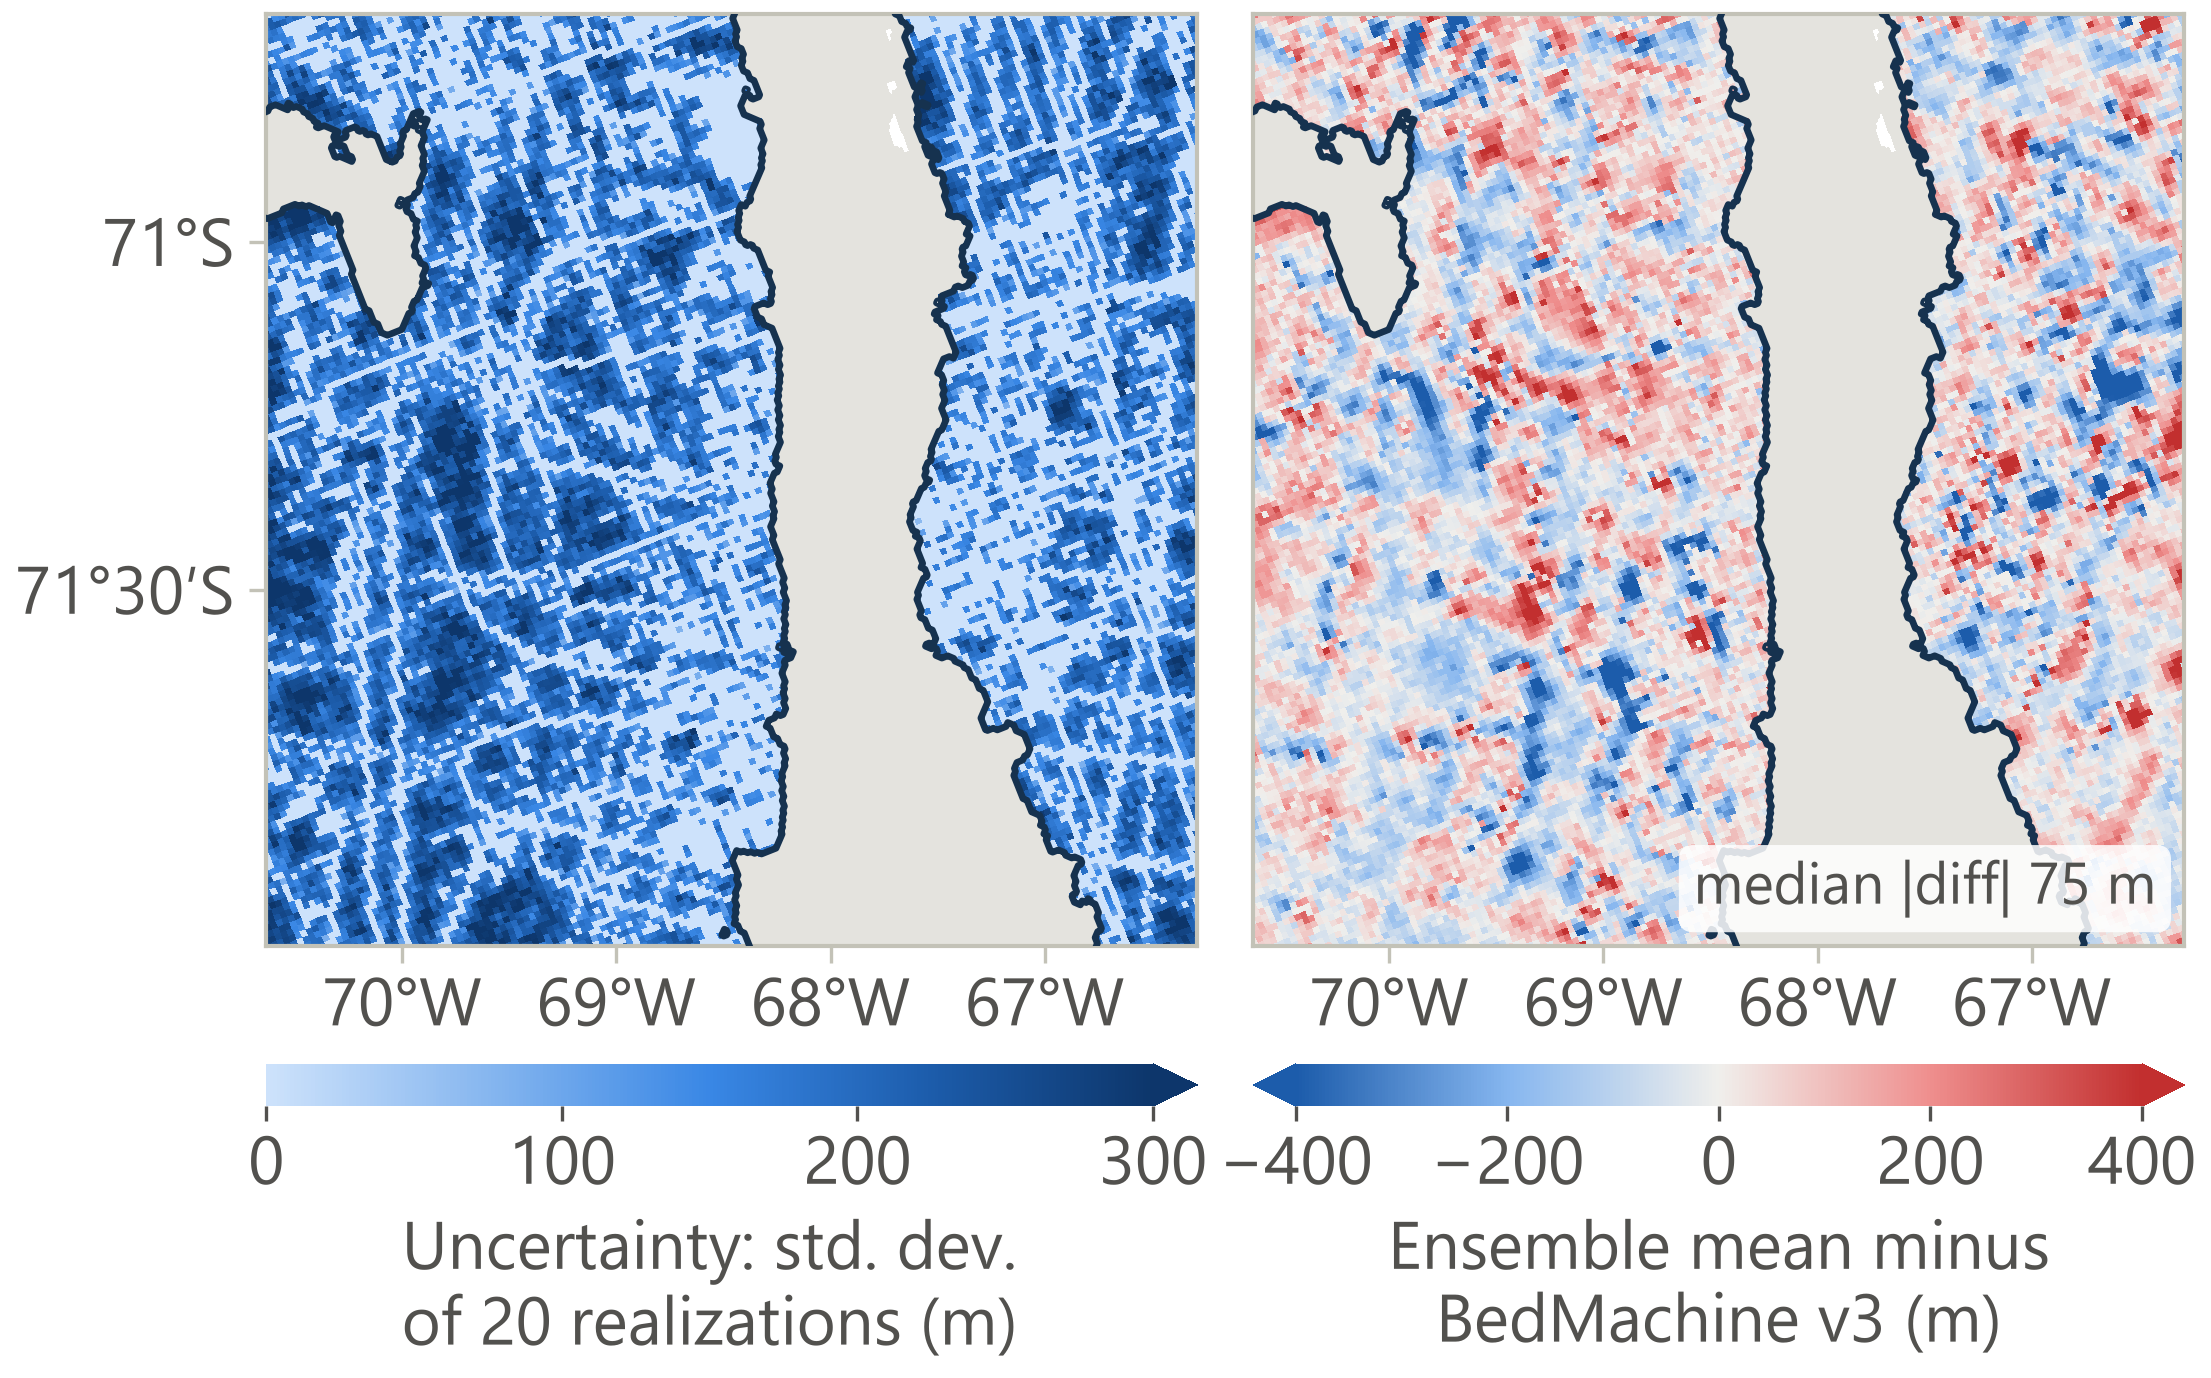 71°S
71°30′S
70°W 69°W 68°W 67°W
70°W 69°W 68°W 67°W
median |diff| 75 m
0 100 200 300
−400 −200 0 200 400
Uncertainty: std. dev.
of 20 realizations (m)
Ensemble mean minus
BedMachine v3 (m)